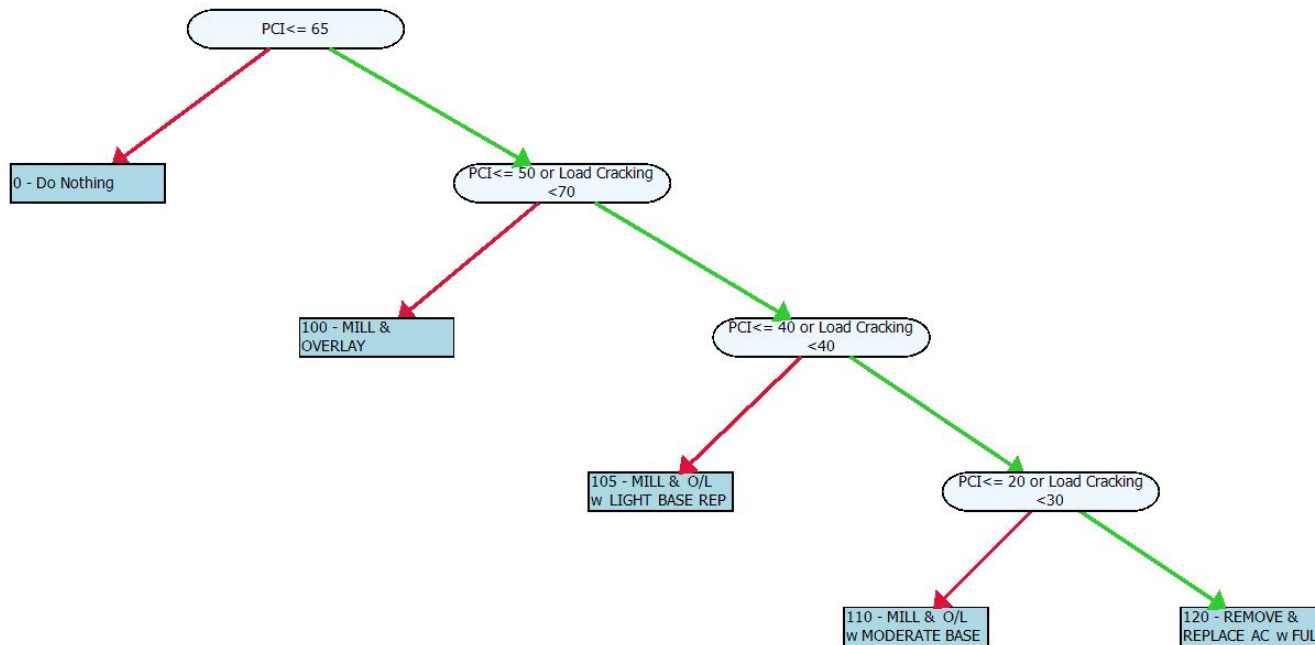 PCI<= 65
0 - Do Nothing
PCI<= 50 or Load Cracking
<70
100 - MILL &
OVERLAY
PCI<= 40 or Load Cracking
<40
105 - MILL & O/L
w LIGHT BASE REP
PCI<= 20 or Load Cracking
<30
110 - MILL & O/L
w MODERATE BASE
120 - REMOVE &
REPLACE AC w FUL